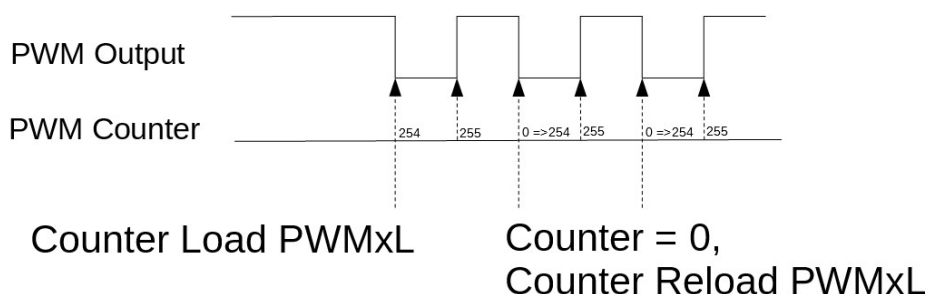 PWM Output
PWM Counter
254 255 0 =>254 255 0 =>254 255
Counter Load PWMxL
Counter = 0,
Counter Reload PWMxL